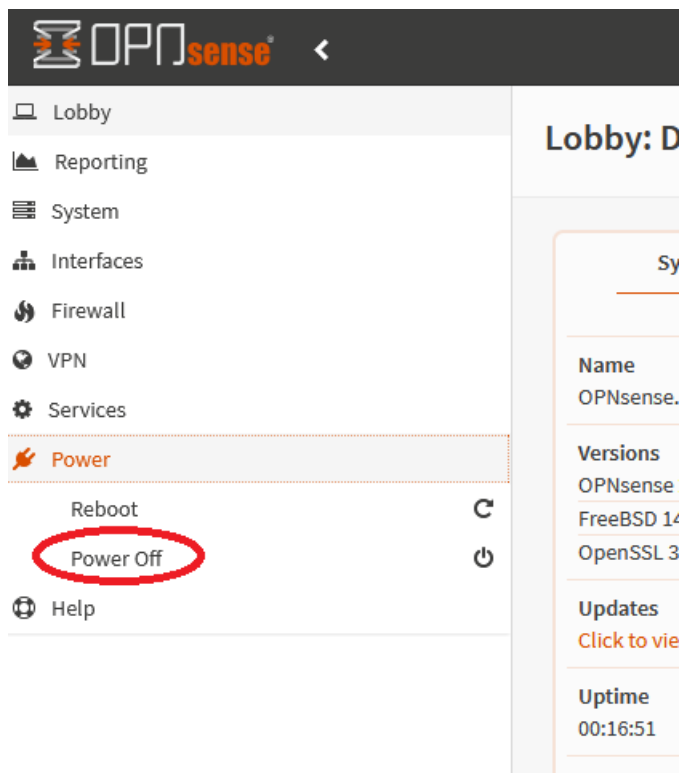 OPNsense®
Lobby
Reporting
System
Interfaces
Firewall
VPN
Services
Power
Reboot
Power Off
Help
Lobby: D
Sy
Name
OPNsense.
Versions
OPNsense
FreeBSD 14
OpenSSL 3
Updates
Click to vie
Uptime
00:16:51